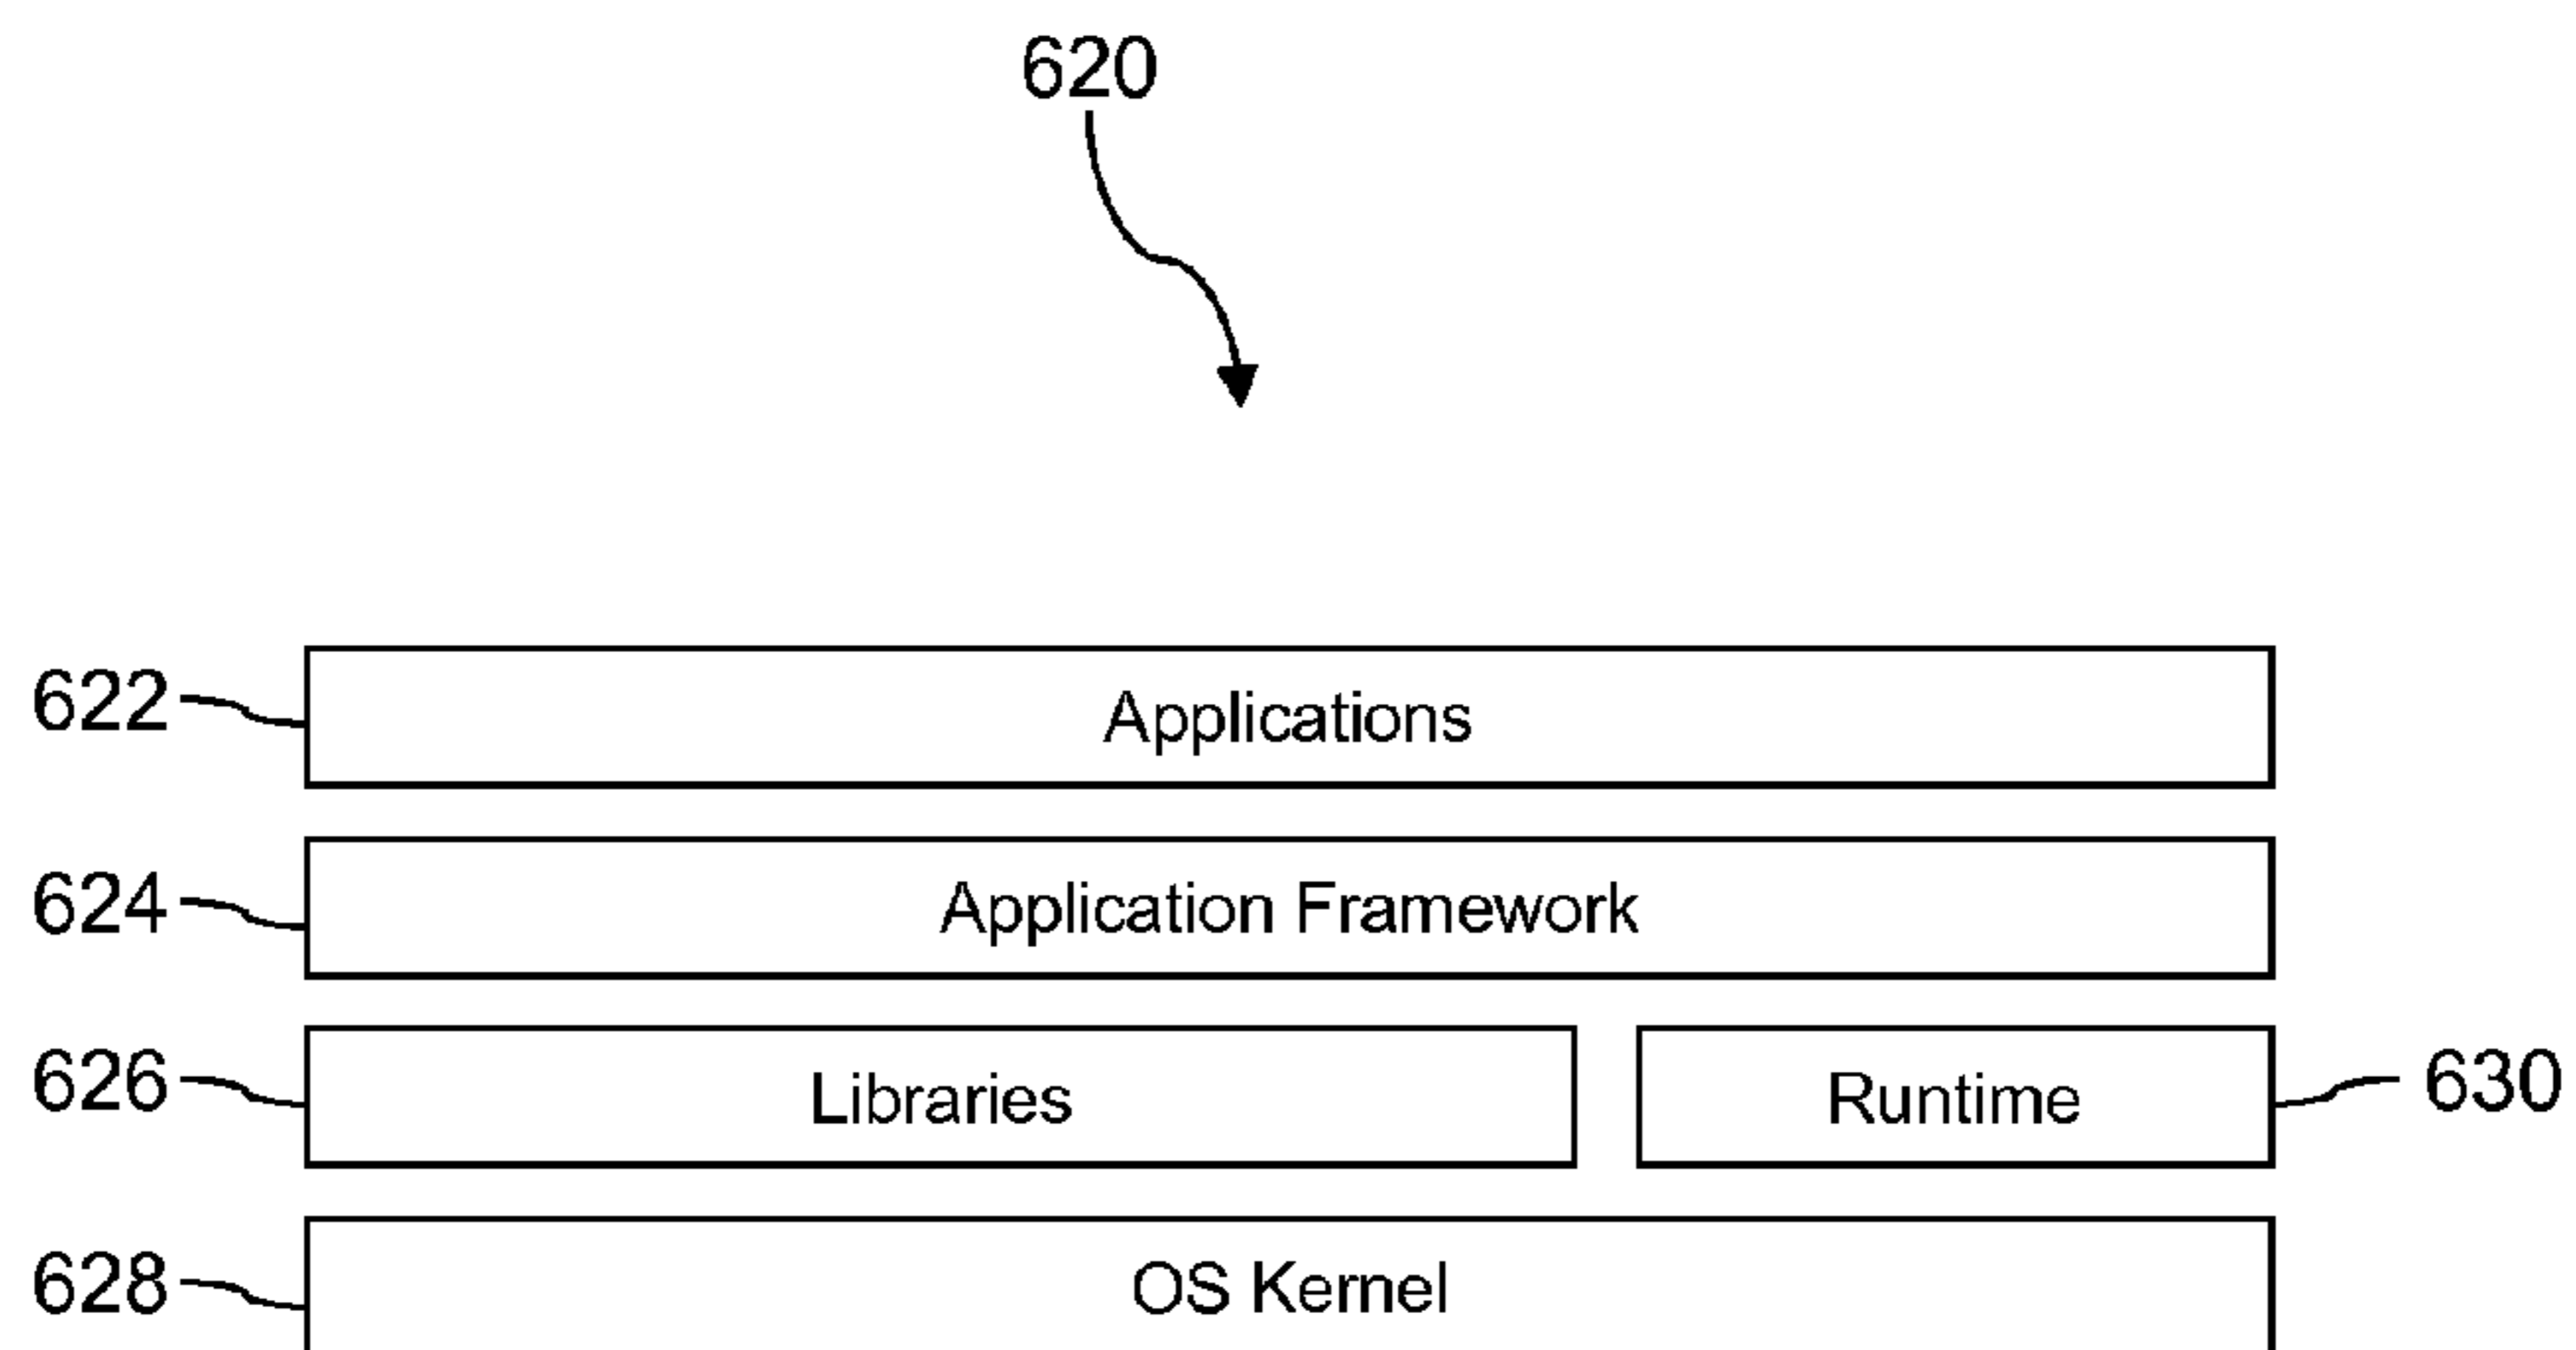 620
622 Applications
624 Application Framework
626 Libraries Runtime 630
628 OS Kernel